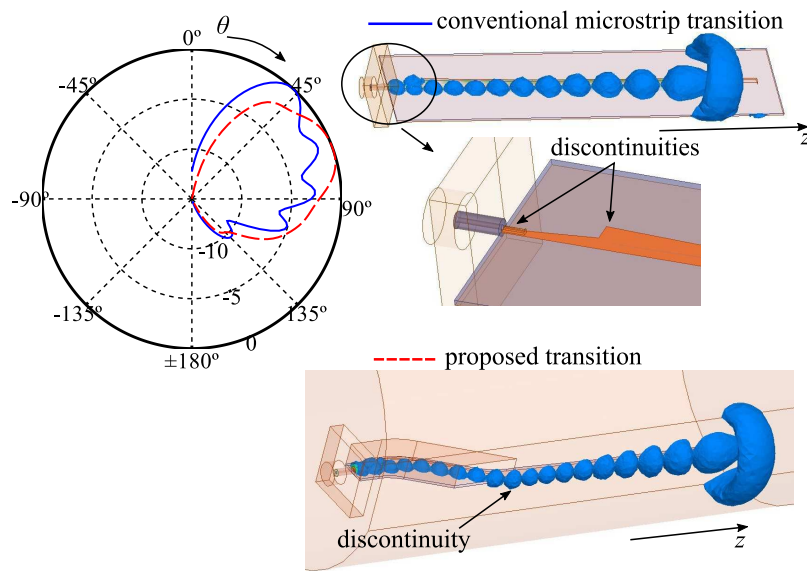 θ
0º
-45º
45º
-90º
90º
-10
-5
0
-135º
135º
±180º
conventional microstrip transition
z
discontinuities
proposed transition
discontinuity
z